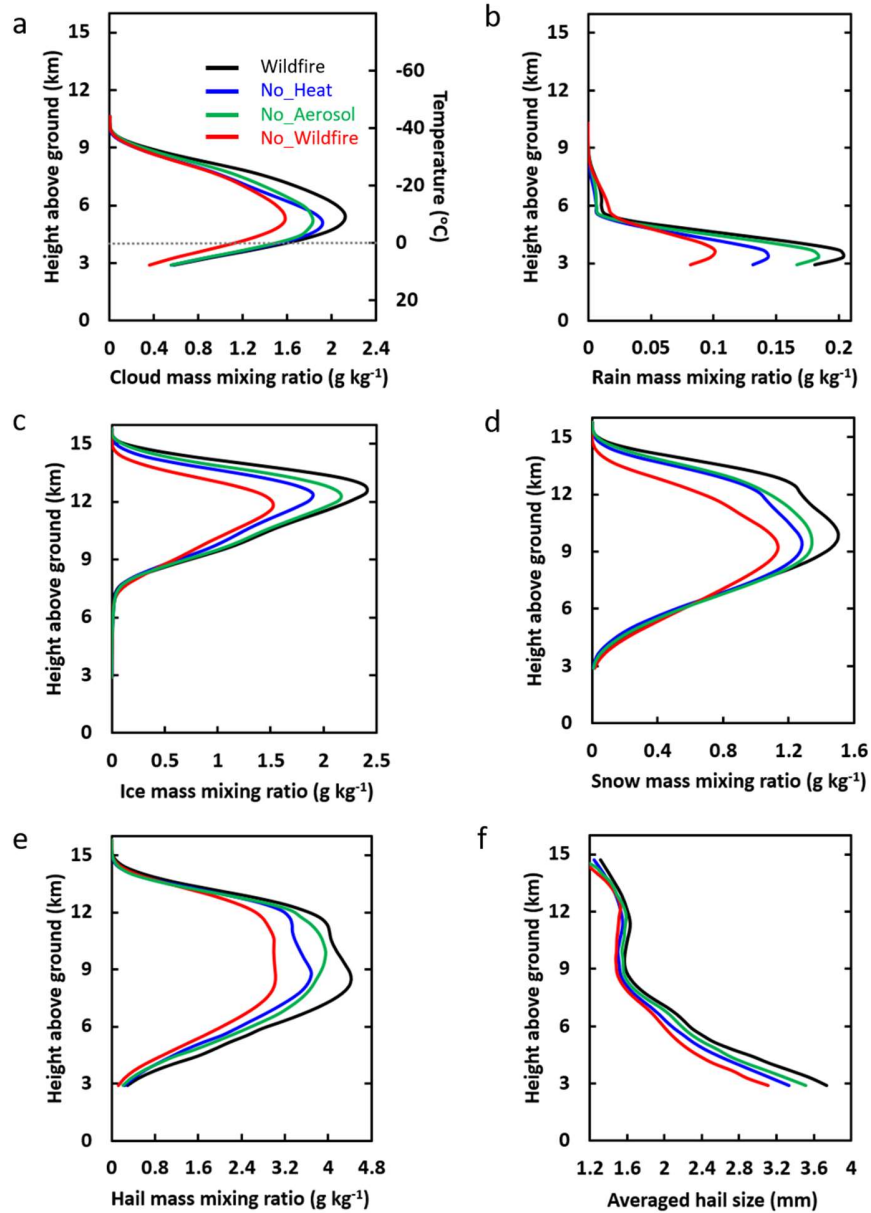 a
Height above ground (km)
15
12
9
6
3
0
0 0.4 0.8 1.2 1.6 2 2.4
Cloud mass mixing ratio (g kg⁻¹)
Wildfire
No_Heat
No_Aerosol
No_Wildfire
-60
-40
-20
0
20
Temperature (°C)
b
Height above ground (km)
15
12
9
6
3
0
0 0.05 0.1 0.15 0.2
Rain mass mixing ratio (g kg⁻¹)
c
Height above ground (km)
15
12
9
6
3
0
0 0.5 1 1.5 2 2.5
Ice mass mixing ratio (g kg⁻¹)
d
Height above ground (km)
15
12
9
6
3
0
0 0.4 0.8 1.2 1.6
Snow mass mixing ratio (g kg⁻¹)
e
Height above ground (km)
15
12
9
6
3
0
0 0.8 1.6 2.4 3.2 4 4.8
Hail mass mixing ratio (g kg⁻¹)
f
Height above ground (km)
15
12
9
6
3
0
1.2 1.6 2 2.4 2.8 3.2 3.6 4
Averaged hail size (mm)